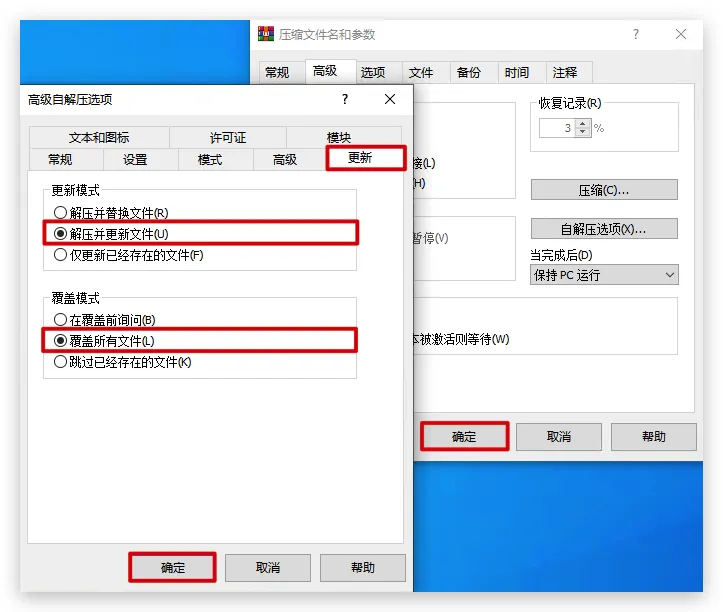 压缩文件名和参数
?
常规 高级 选项 文件 备份 时间 注释
恢复记录(R)
3 %
接(L)
(H)
压缩(C)...
自解压选项(X)...
暂停(V)
当完成后(D)
保持 PC 运行
本被激活则等待(W)
确定 取消 帮助
高级自解压选项
?
文本和图标 许可证 模块
常规 设置 模式 高级 更新
更新模式
解压并替换文件(R)
解压并更新文件(U)
仅更新已经存在的文件(F)
覆盖模式
在覆盖前询问(B)
覆盖所有文件(L)
跳过已经存在的文件(K)
确定 取消 帮助